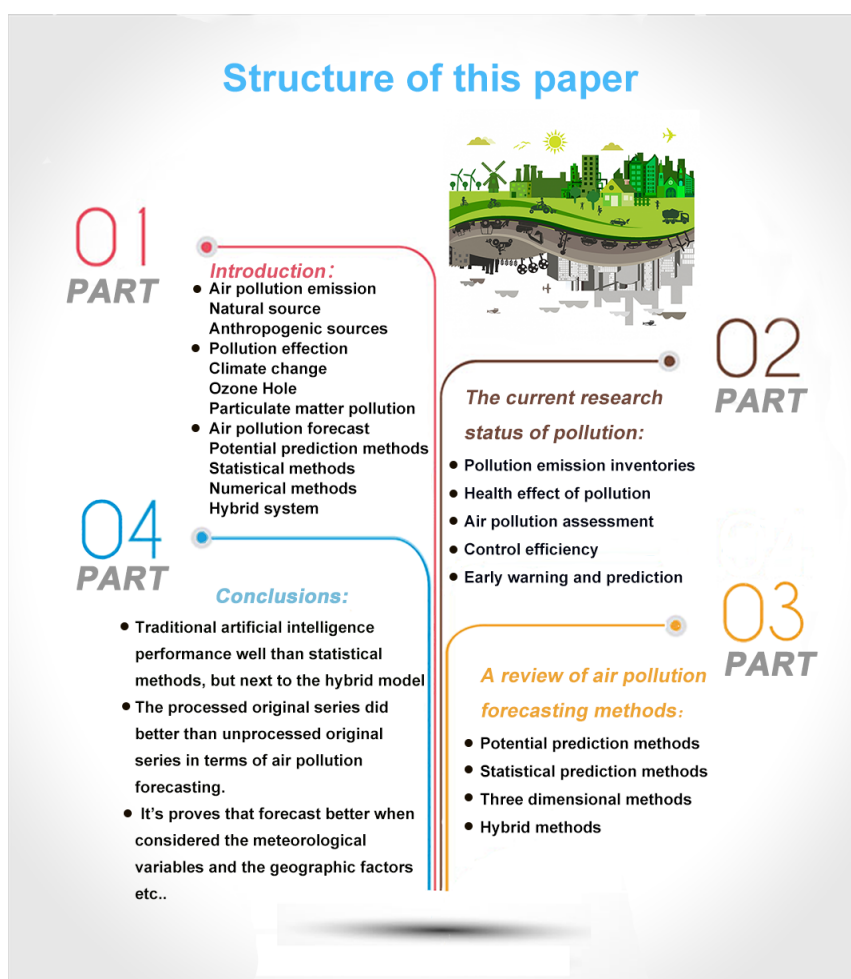 Structure of this paper
01
PART
Introduction:
• Air pollution emission
Natural source
Anthropogenic sources
• Pollution effection
Climate change
Ozone Hole
Particulate matter pollution
• Air pollution forecast
Potential prediction methods
Statistical methods
Numerical methods
Hybrid system
02
PART
The current research
status of pollution:
• Pollution emission inventories
• Health effect of pollution
• Air pollution assessment
• Control efficiency
• Early warning and prediction
03
PART
A review of air pollution
forecasting methods:
• Potential prediction methods
• Statistical prediction methods
• Three dimensional methods
• Hybrid methods
04
PART
Conclusions:
• Traditional artificial intelligence
performance well than statistical
methods, but next to the hybrid model
• The processed original series did
better than unprocessed original
series in terms of air pollution
forecasting.
• It's proves that forecast better when
considered the meteorological
variables and the geographic factors
etc..